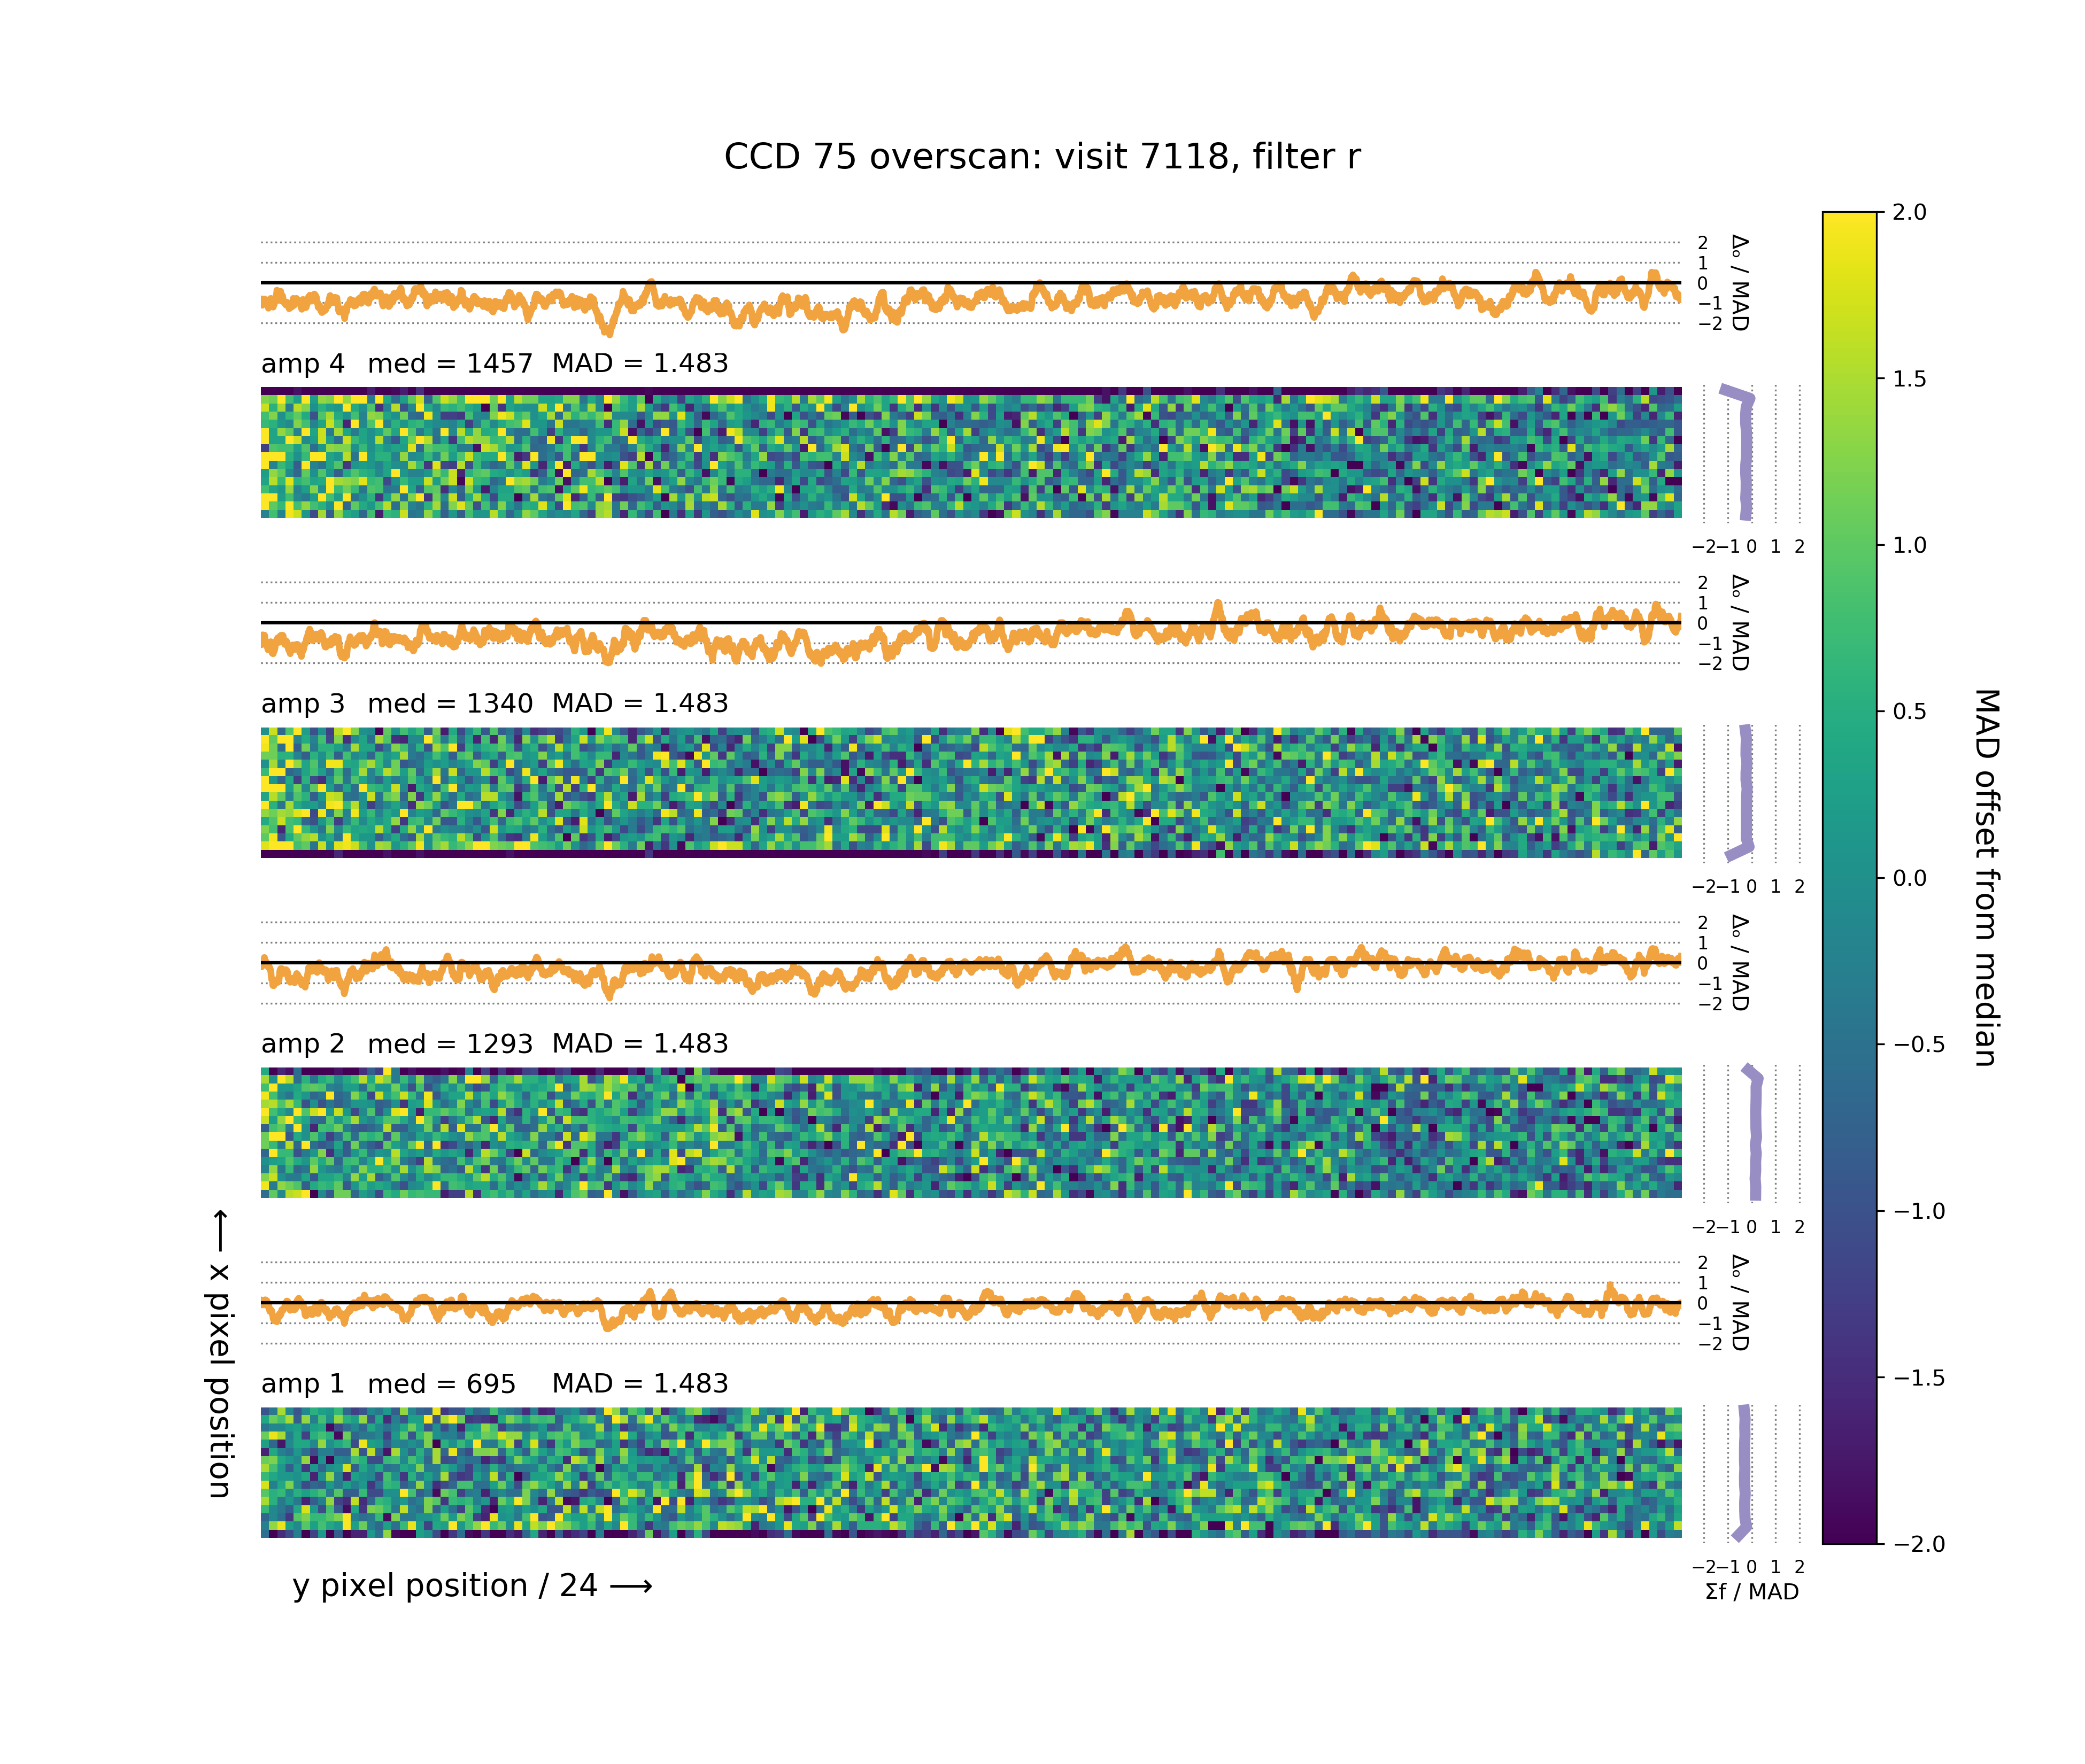 CCD 75 overscan: visit 7118, filter r
2
1
0
−1
−2
Δₒ / MAD
amp 4 med = 1457 MAD = 1.483
−2 −1 0 1 2
2
1
0
−1
−2
Δₒ / MAD
amp 3 med = 1340 MAD = 1.483
−2 −1 0 1 2
2
1
0
−1
−2
Δₒ / MAD
amp 2 med = 1293 MAD = 1.483
−2 −1 0 1 2
2
1
0
−1
−2
Δₒ / MAD
amp 1 med = 695 MAD = 1.483
−2 −1 0 1 2
Σf / MAD
y pixel position / 24 ⟶
⟵ x pixel position
2.0
1.5
1.0
0.5
0.0
−0.5
−1.0
−1.5
−2.0
MAD offset from median